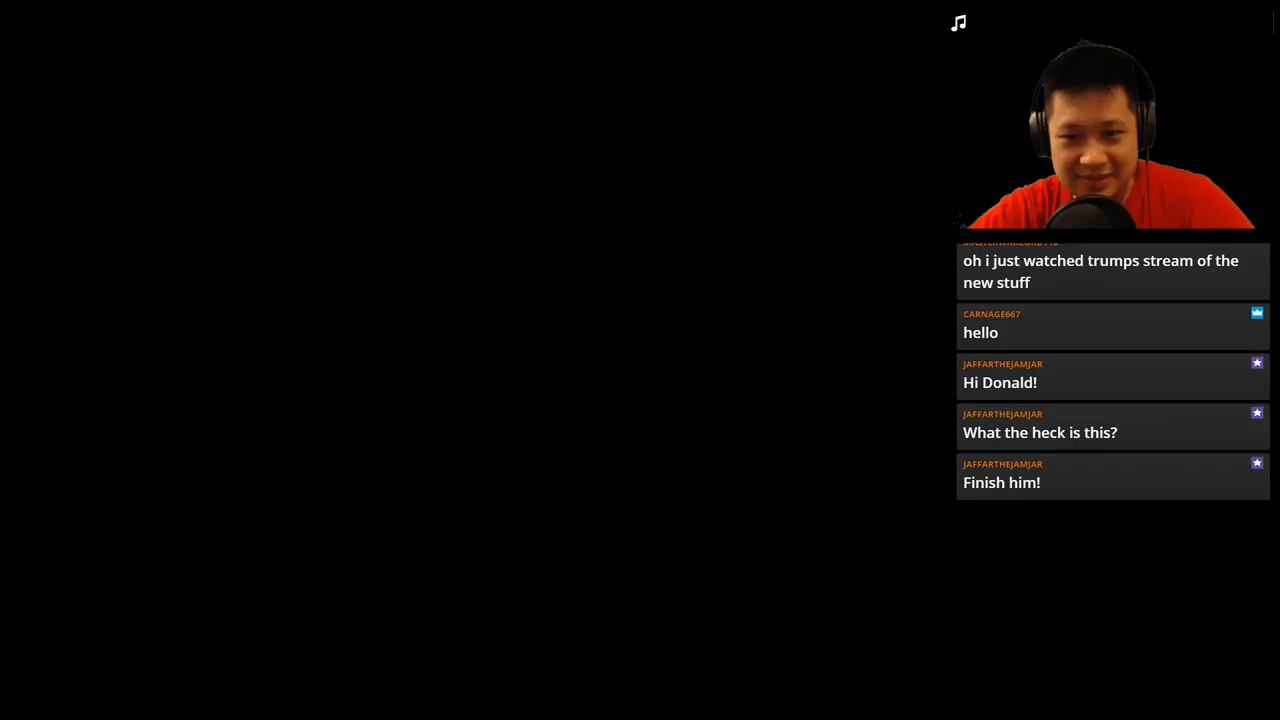 oh i just watched trumps stream of the
new stuff
CARNAGE667
hello
JAFFARTHEJAMJAR
Hi Donald!
JAFFARTHEJAMJAR
What the heck is this?
JAFFARTHEJAMJAR
Finish him!